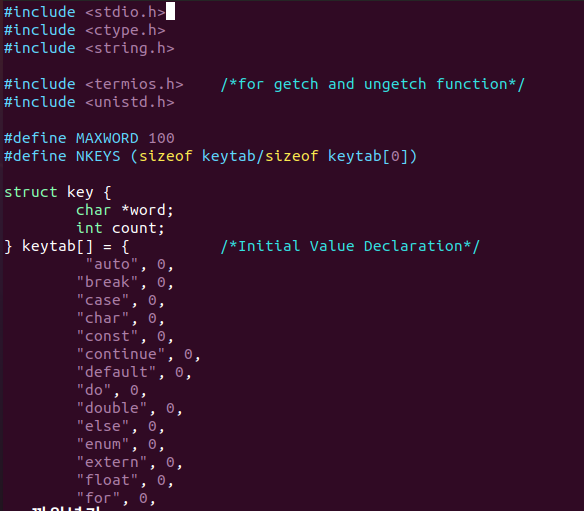 #include <stdio.h>
#include <ctype.h>
#include <string.h>
#include <termios.h>    /*for getch and ungetch function*/
#include <unistd.h>
#define MAXWORD 100
#define NKEYS (sizeof keytab/sizeof keytab[0])
struct key {
        char *word;
        int count;
} keytab[] = {          /*Initial Value Declaration*/
         "auto", 0,
        "break", 0,
        "case", 0,
        "char", 0,
        "const", 0,
        "continue", 0,
        "default", 0,
        "do", 0,
        "double", 0,
        "else", 0,
        "enum", 0,
        "extern", 0,
        "float", 0,
        "for", 0,